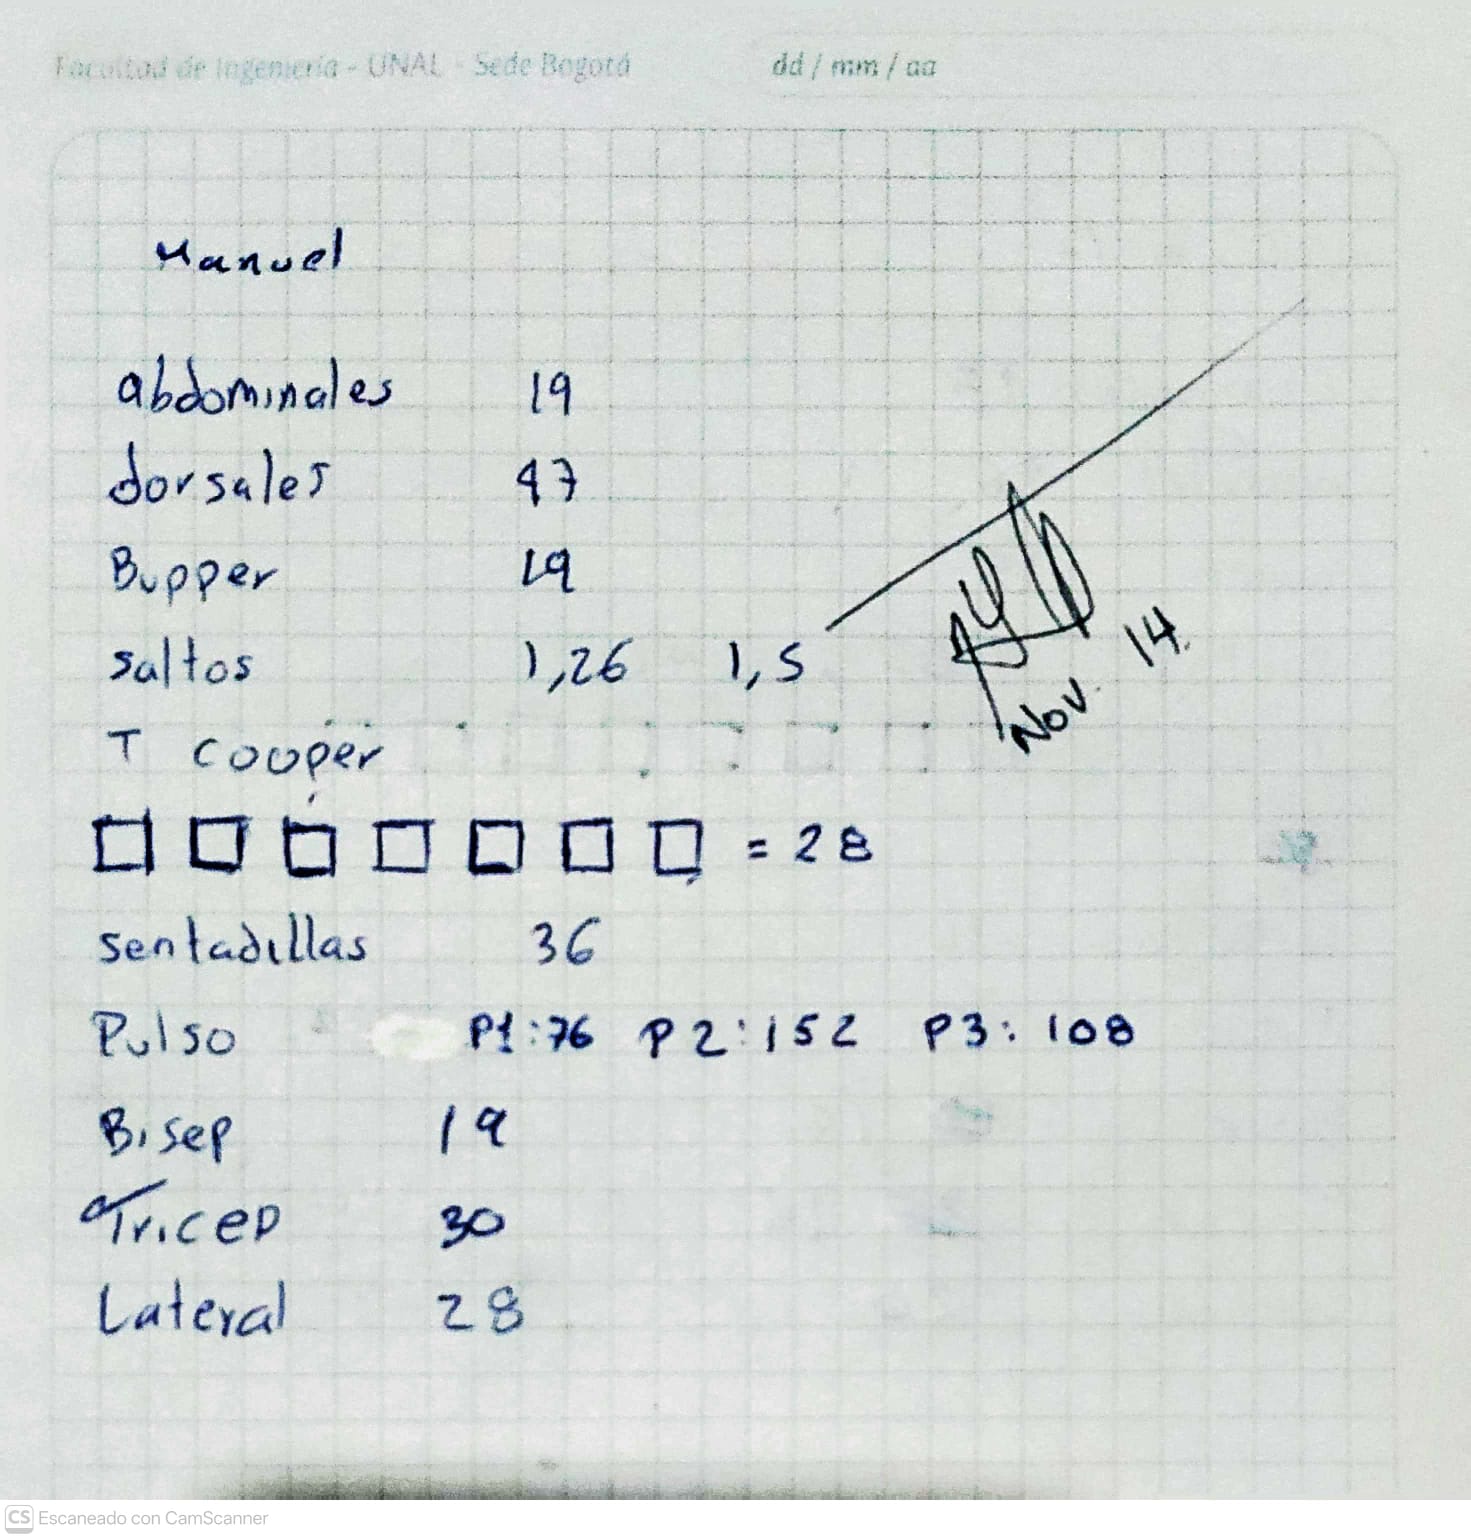 Facultad de Ingeniería - UNAL - Sede Bogotá dd / mm / aa
Manuel
abdominales 19
dorsales 47
Bupper 19
saltos 1,26 1,5
Nov. 14.
T cooper
= 28
sentadillas 36
Pulso P1:76 P2:152 P3:108
Bisep 19
Tricep 30
Lateral 28
CS Escaneado con CamScanner